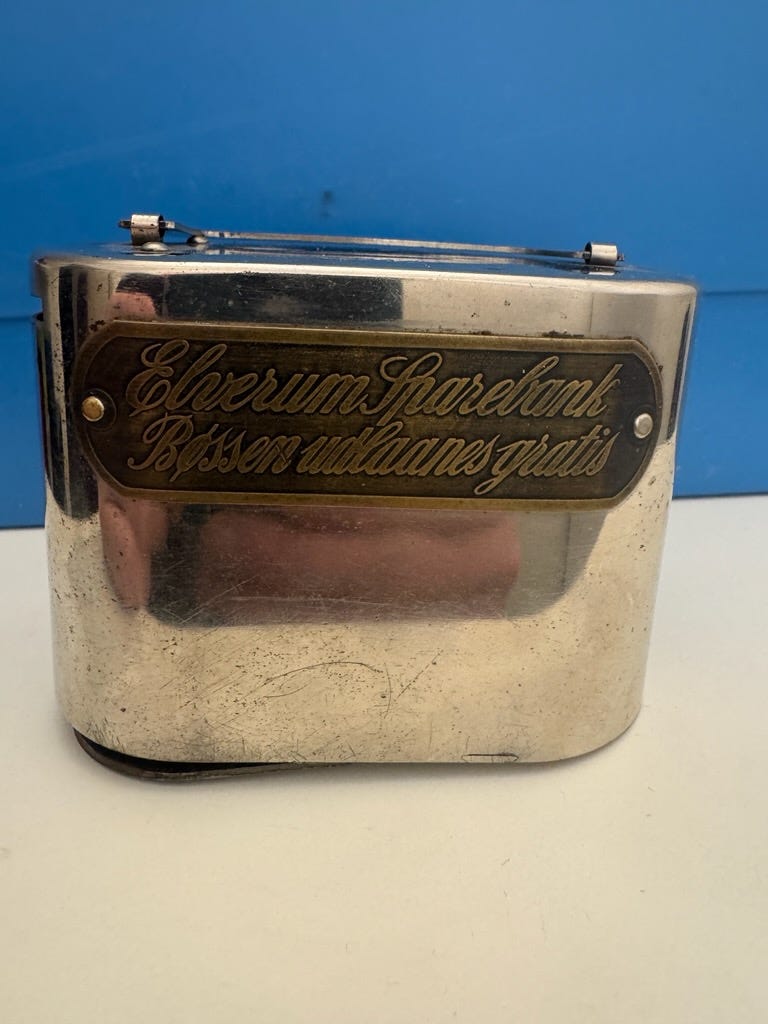 Elverum Sparebank
Bøssen udlaanes gratis